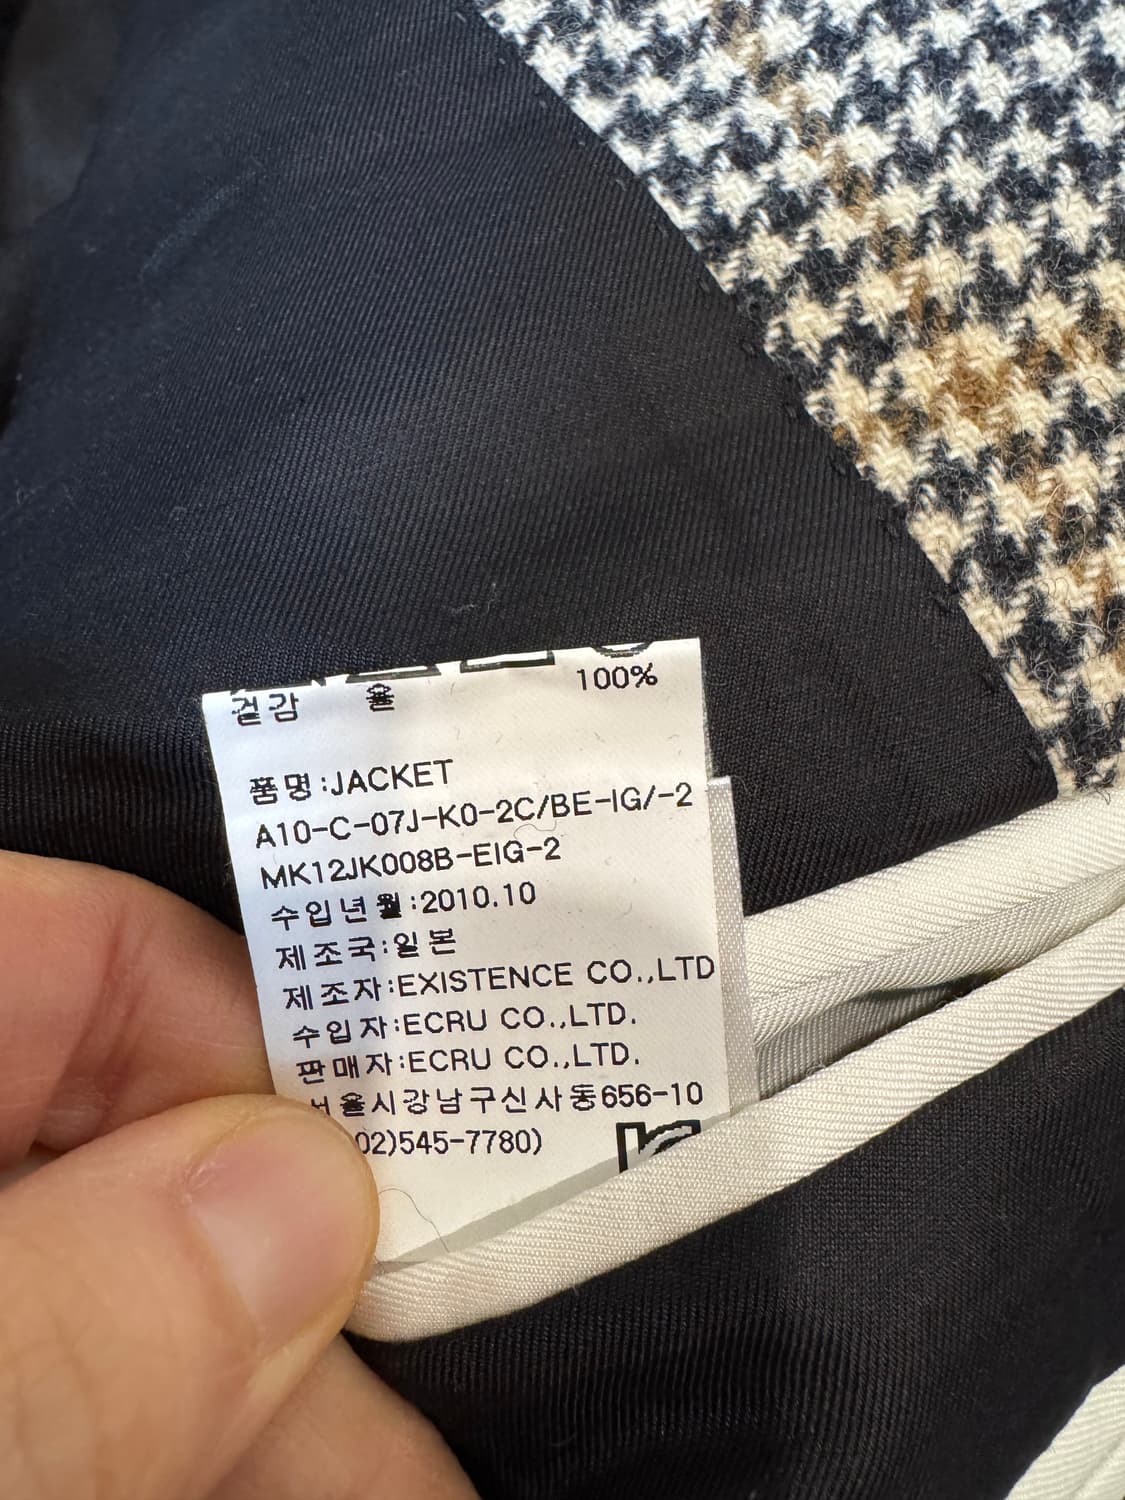 겉감 울 100%
품명:JACKET
A10-C-07J-K0-2C/BE-IG/-2
MK12JK008B-EIG-2
수입년월:2010.10
제조국:일본
제조자:EXISTENCE CO.,LTD
수입자:ECRU CO.,LTD.
판매자:ECRU CO.,LTD.
서울시강남구신사동656-10
02)545-7780)